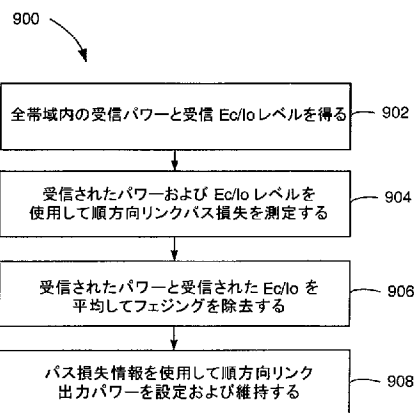 900
全帯域内の受信パワーと受信 Ec/Io レベルを得る
902
受信されたパワーおよび Ec/Io レベルを
使用して順方向リンクパス損失を測定する
904
受信されたパワーと受信された Ec/Io を
平均してフェジングを除去する
906
パス損失情報を使用して順方向リンク
出力パワーを設定および維持する
908